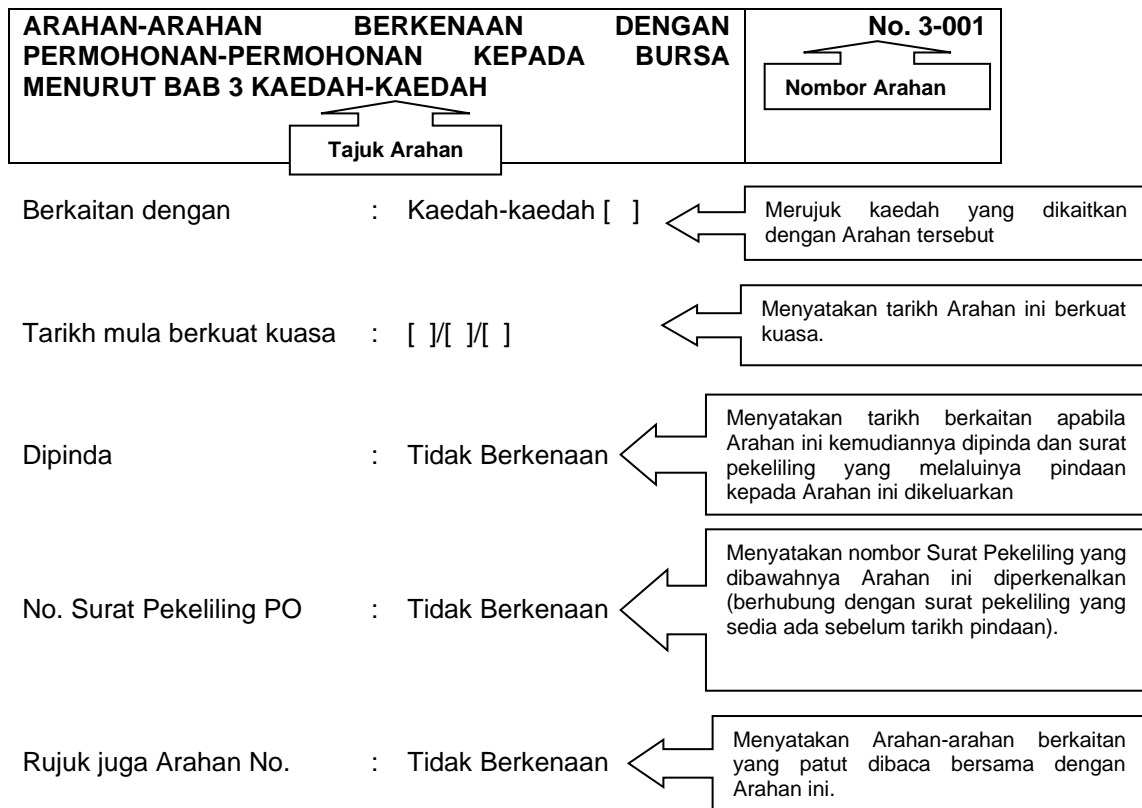 ARAHAN-ARAHAN BERKENAAN DENGAN
PERMOHONAN-PERMOHONAN KEPADA BURSA
MENURUT BAB 3 KAEDAH-KAEDAH
Tajuk Arahan
No. 3-001
Nombor Arahan
Berkaitan dengan : Kaedah-kaedah [ ]
Merujuk kaedah yang dikaitkan
dengan Arahan tersebut
Tarikh mula berkuat kuasa : [ ]/[ ]/[ ]
Menyatakan tarikh Arahan ini berkuat
kuasa.
Dipinda : Tidak Berkenaan
Menyatakan tarikh berkaitan apabila
Arahan ini kemudiannya dipinda dan surat
pekeliling yang melaluinya pindaan
kepada Arahan ini dikeluarkan
No. Surat Pekeliling PO : Tidak Berkenaan
Menyatakan nombor Surat Pekeliling yang
dibawahnya Arahan ini diperkenalkan
(berhubung dengan surat pekeliling yang
sedia ada sebelum tarikh pindaan).
Rujuk juga Arahan No. : Tidak Berkenaan
Menyatakan Arahan-arahan berkaitan
yang patut dibaca bersama dengan
Arahan ini.